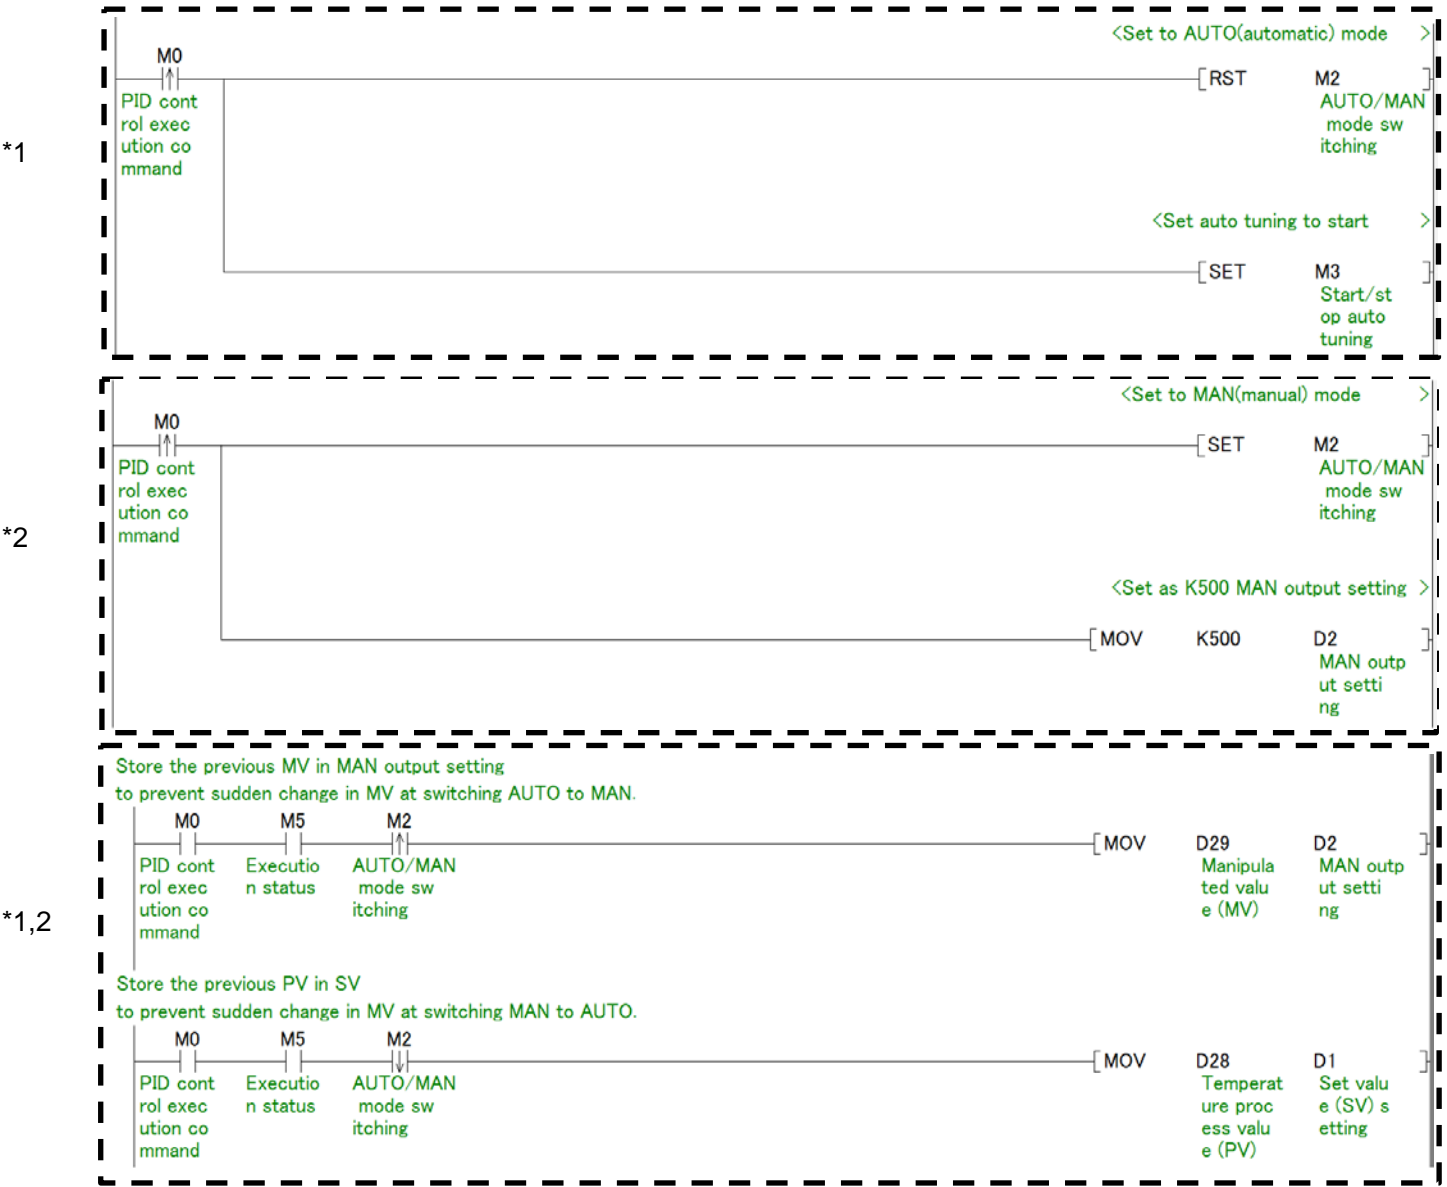 <Set to AUTO(automatic) mode >
M0
[RST M2 ]
PID cont
rol exec
ution co
mmand
AUTO/MAN
mode sw
itching
*1
<Set auto tuning to start >
[SET M3 ]
Start/st
op auto
tuning
<Set to MAN(manual) mode >
M0
[SET M2 ]
PID cont
rol exec
ution co
mmand
AUTO/MAN
mode sw
itching
*2
<Set as K500 MAN output setting >
[MOV K500 D2 ]
MAN outp
ut setti
ng
Store the previous MV in MAN output setting
to prevent sudden change in MV at switching AUTO to MAN.
M0 M5 M2
[MOV D29 D2 ]
PID cont
rol exec
ution co
mmand
Executio
n status
AUTO/MAN
mode sw
itching
Manipula
ted valu
e (MV)
MAN outp
ut setti
ng
*1,2
Store the previous PV in SV
to prevent sudden change in MV at switching MAN to AUTO.
M0 M5 M2
[MOV D28 D1 ]
PID cont
rol exec
ution co
mmand
Executio
n status
AUTO/MAN
mode sw
itching
Temperat
ure proc
ess valu
e (PV)
Set valu
e (SV) s
etting